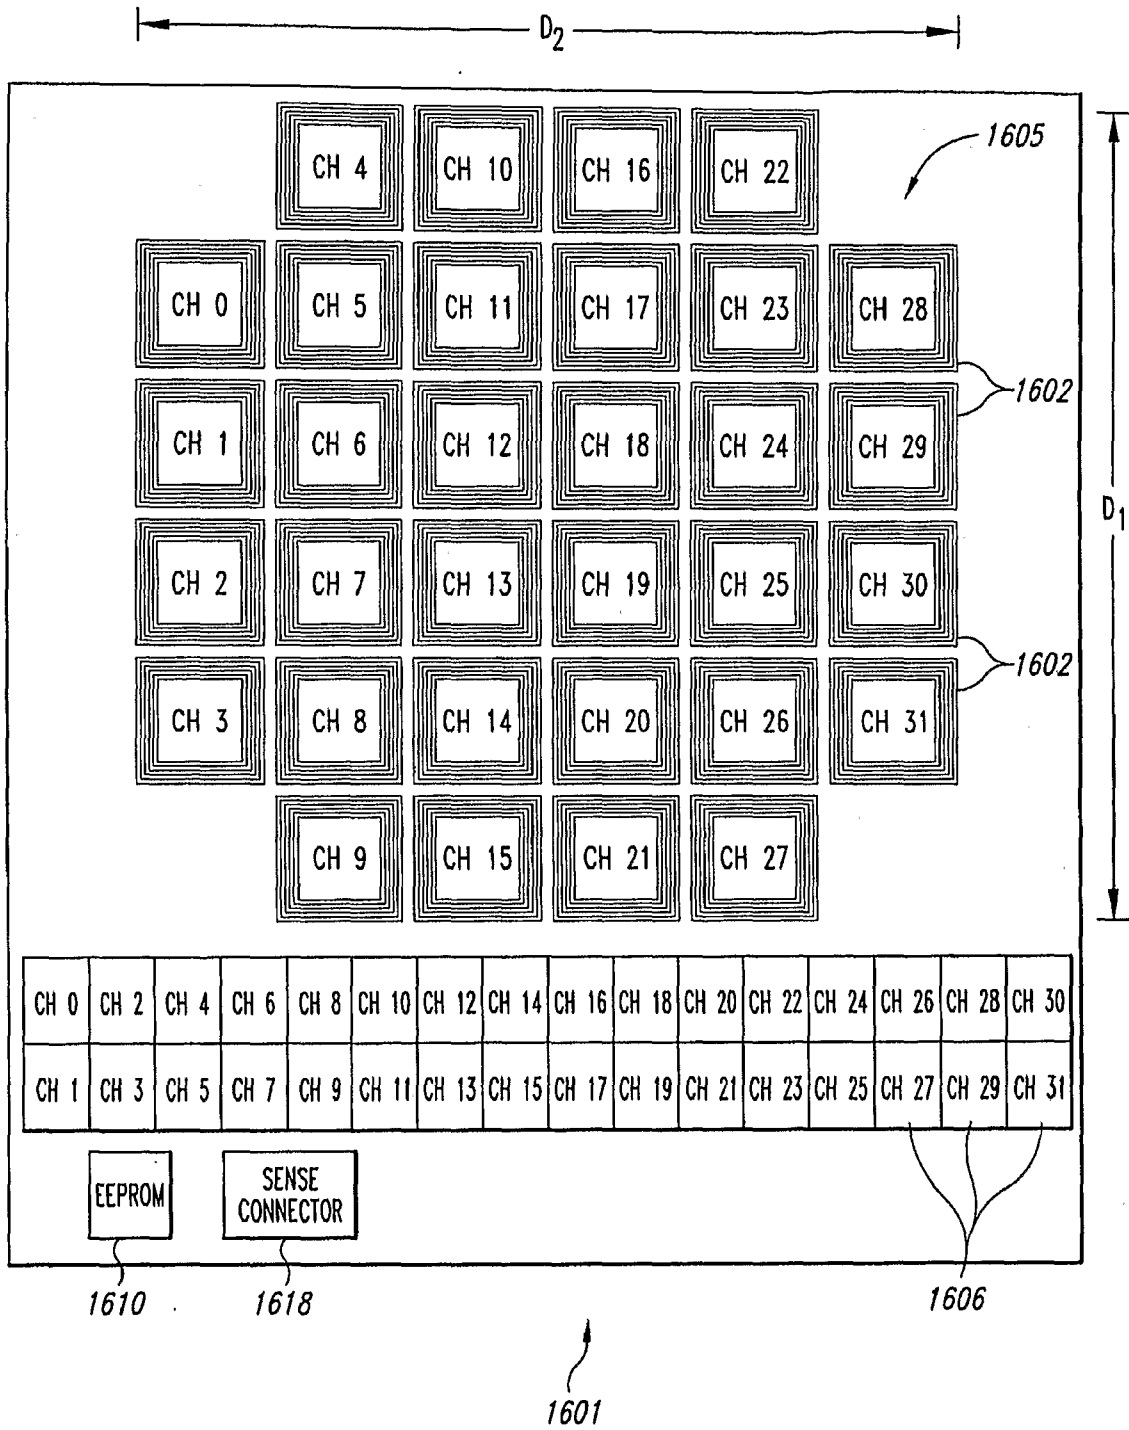 D2
1605
CH 4 CH 10 CH 16 CH 22
CH 0 CH 5 CH 11 CH 17 CH 23 CH 28
1602
CH 1 CH 6 CH 12 CH 18 CH 24 CH 29
D1
CH 2 CH 7 CH 13 CH 19 CH 25 CH 30
1602
CH 3 CH 8 CH 14 CH 20 CH 26 CH 31
CH 9 CH 15 CH 21 CH 27
CH 0 CH 2 CH 4 CH 6 CH 8 CH 10 CH 12 CH 14 CH 16 CH 18 CH 20 CH 22 CH 24 CH 26 CH 28 CH 30
CH 1 CH 3 CH 5 CH 7 CH 9 CH 11 CH 13 CH 15 CH 17 CH 19 CH 21 CH 23 CH 25 CH 27 CH 29 CH 31
EEPROM
SENSE
CONNECTOR
1610
1618
1606
1601